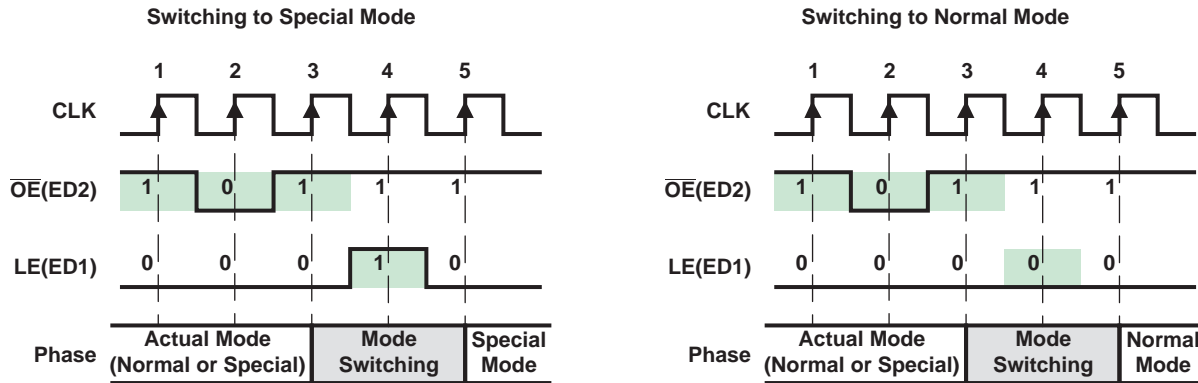 Switching to Special Mode
1 2 3 4 5
CLK
OE(ED2) 1 0 1 1 1
LE(ED1) 0 0 0 1 0
Phase
Actual Mode
(Normal or Special)
Mode
Switching
Special
Mode
Switching to Normal Mode
1 2 3 4 5
CLK
OE(ED2) 1 0 1 1 1
LE(ED1) 0 0 0 0 0
Phase
Actual Mode
(Normal or Special)
Mode
Switching
Normal
Mode